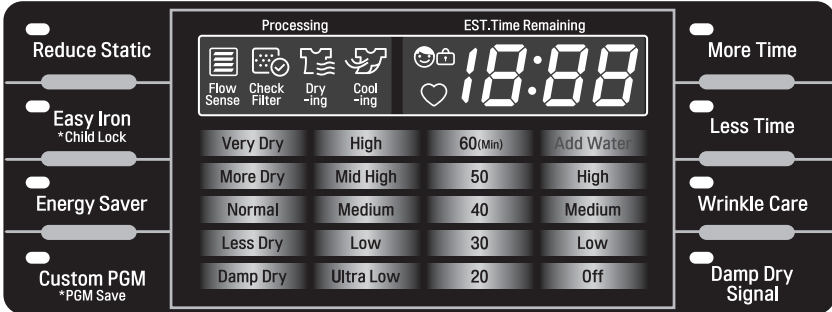 Reduce Static
Easy Iron
*Child Lock
Energy Saver
Custom PGM
*PGM Save
Processing
EST.Time Remaining
Flow
Sense
Check
Filter
Dry
-ing
Cool
-ing
18:88
Very Dry High 60(Min) Add Water
More Dry Mid High 50 High
Normal Medium 40 Medium
Less Dry Low 30 Low
Damp Dry Ultra Low 20 Off
More Time
Less Time
Wrinkle Care
Damp Dry
Signal